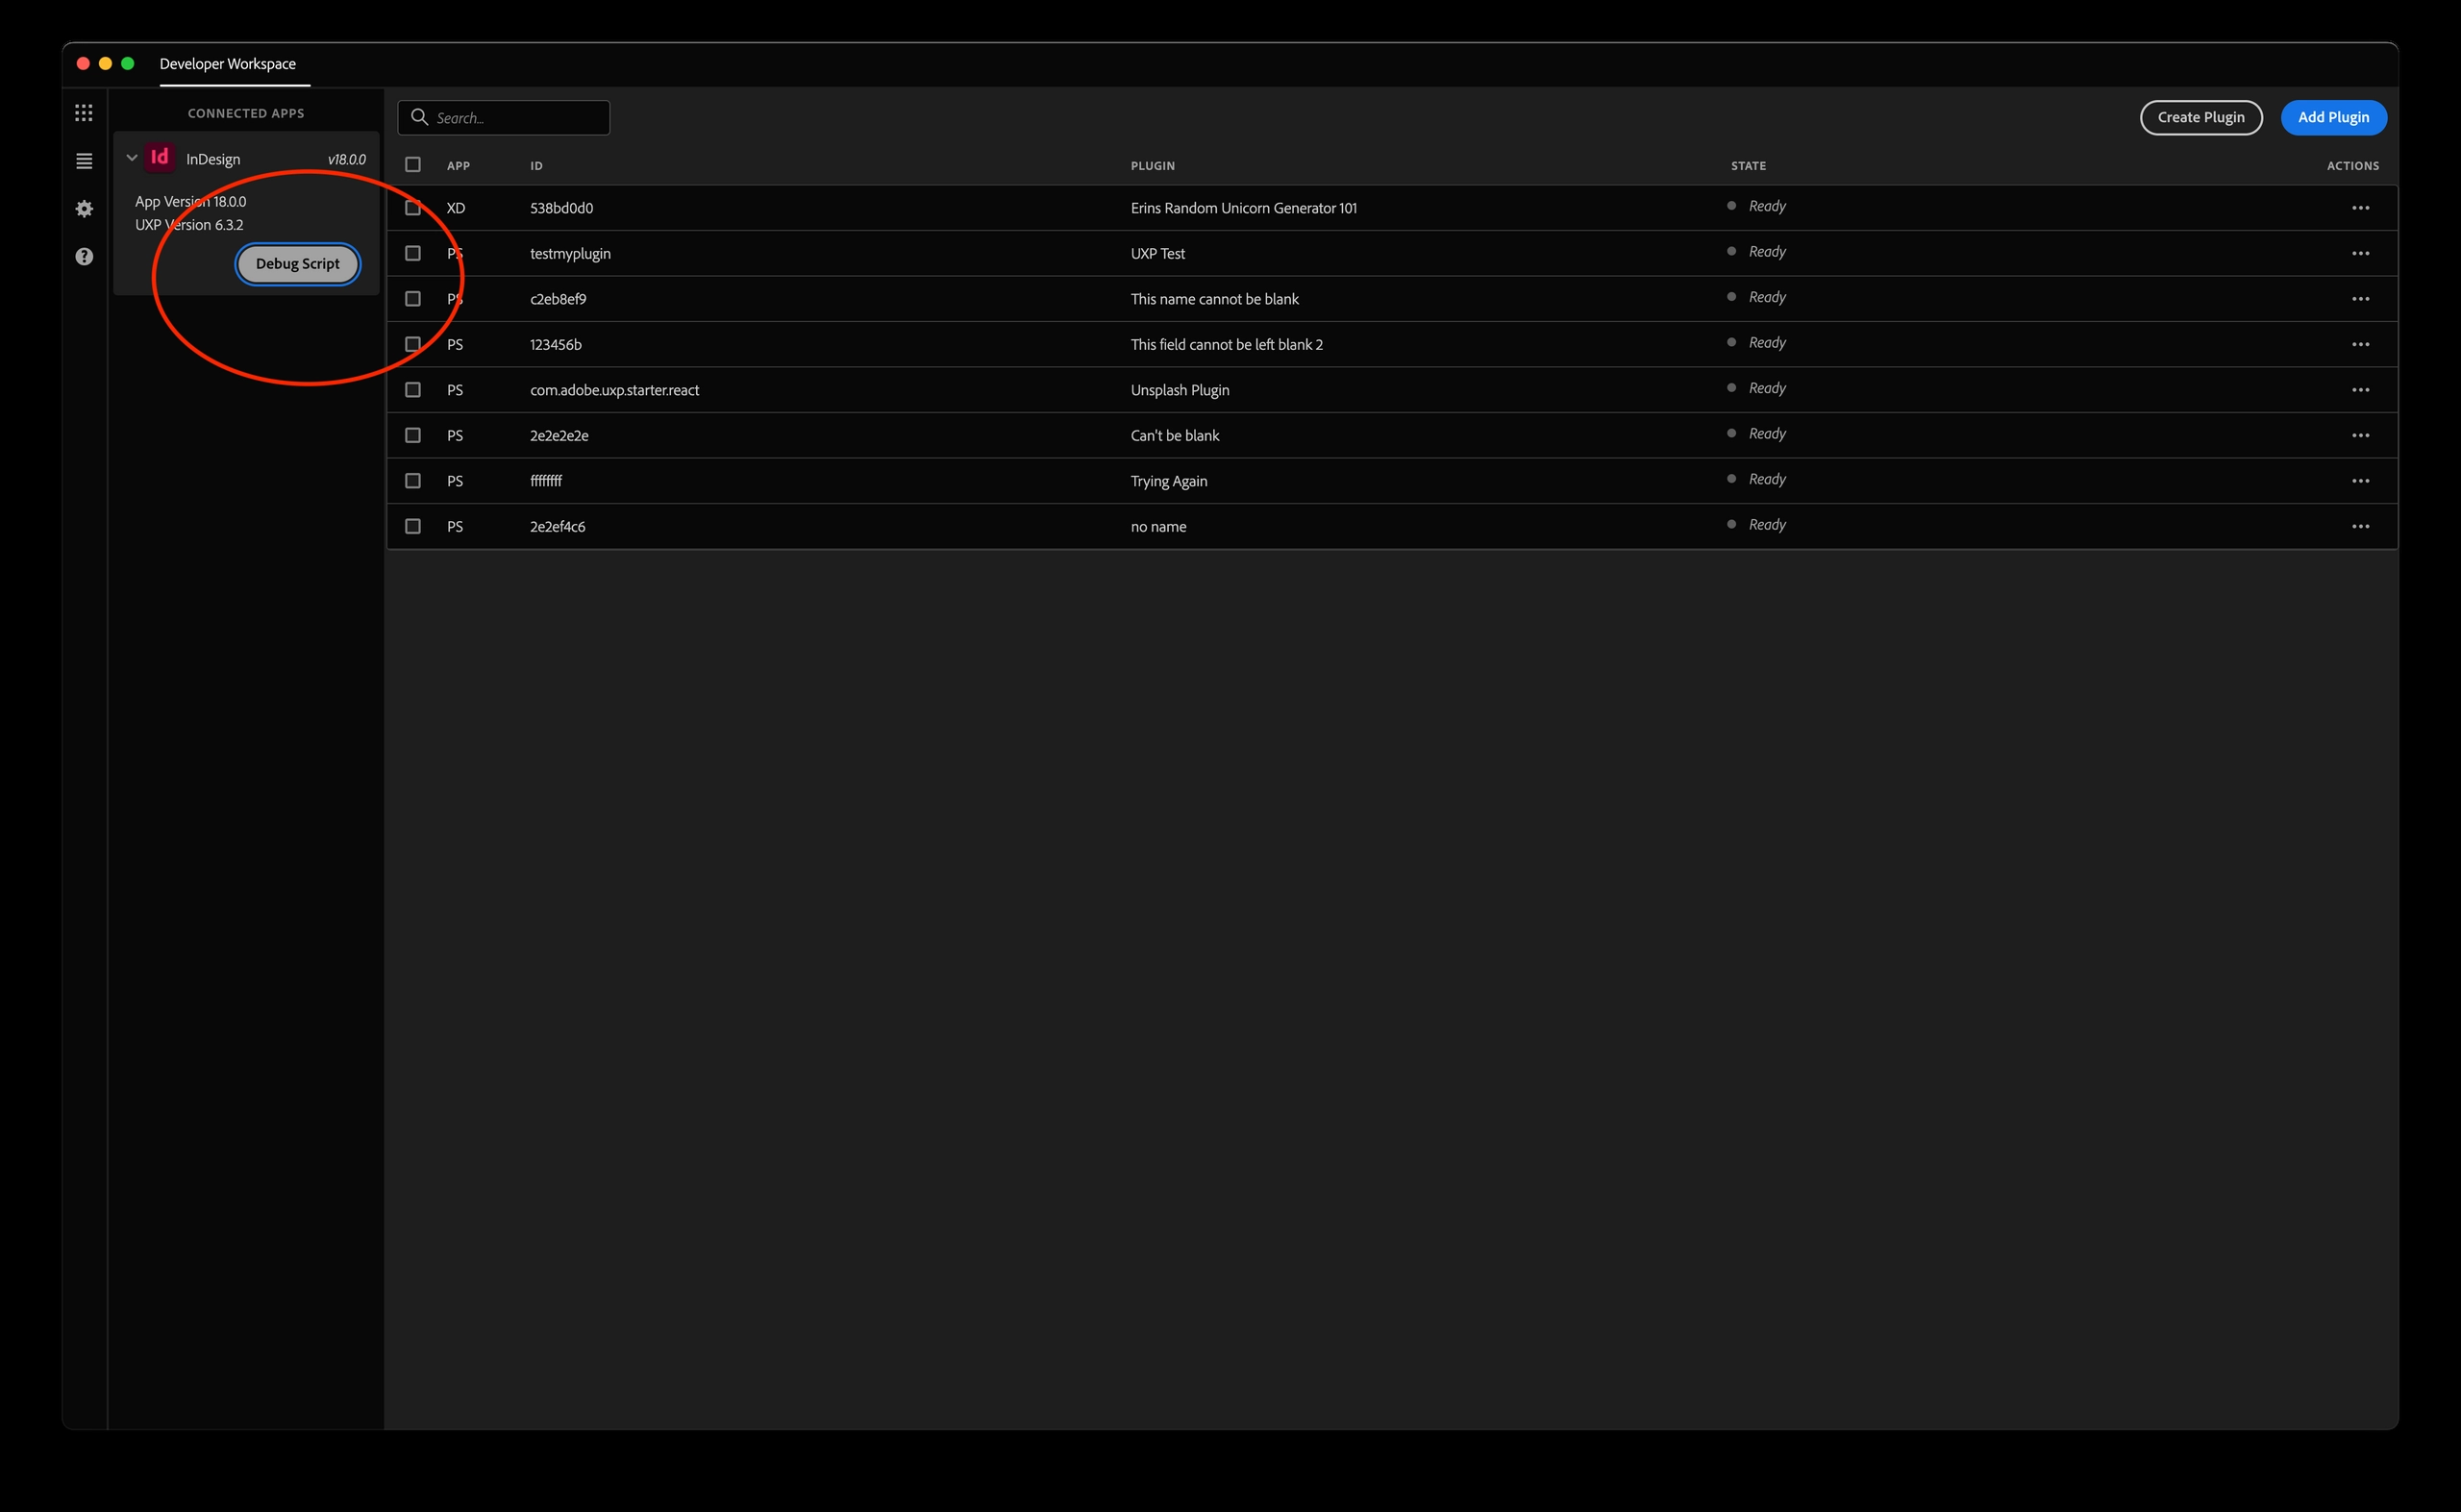 Developer Workspace
CONNECTED APPS
Id InDesign v18.0.0
App Version 18.0.0
UXP Version 6.3.2
Debug Script
Search...
Create Plugin
Add Plugin
APP ID PLUGIN STATE ACTIONS
XD 538bd0d0 Erins Random Unicorn Generator 101 Ready
PS testmyplugin UXP Test Ready
PS c2eb8ef9 This name cannot be blank Ready
PS 123456b This field cannot be left blank 2 Ready
PS com.adobe.uxp.starter.react Unsplash Plugin Ready
PS 2e2e2e2e Can't be blank Ready
PS ffffffff Trying Again Ready
PS 2e2ef4c6 no name Ready